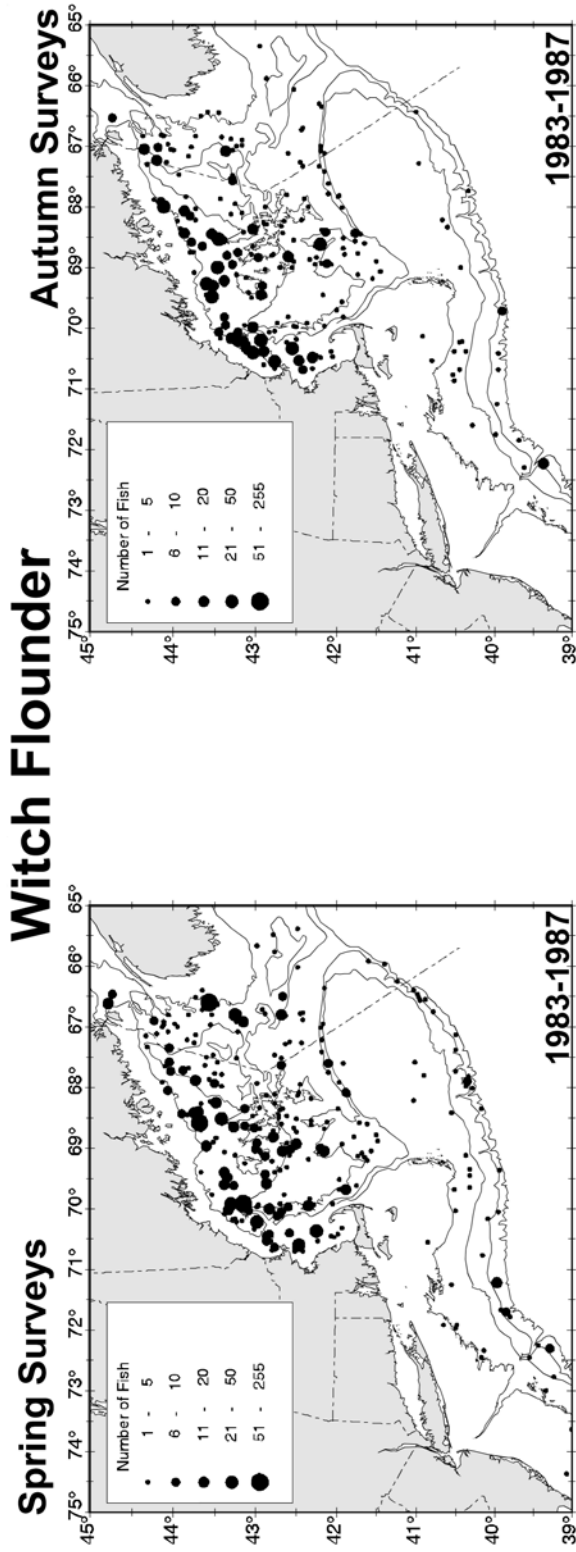 Witch Flounder
Spring Surveys
75° 74° 73° 72° 71° 70° 69° 68° 67° 66° 65°
45°
44°
43°
42°
41°
40°
39°
Number of Fish
1 - 5
6 - 10
11 - 20
21 - 50
51 - 255
1983-1987
Autumn Surveys
75° 74° 73° 72° 71° 70° 69° 68° 67° 66° 65°
45°
44°
43°
42°
41°
40°
39°
Number of Fish
1 - 5
6 - 10
11 - 20
21 - 50
51 - 255
1983-1987